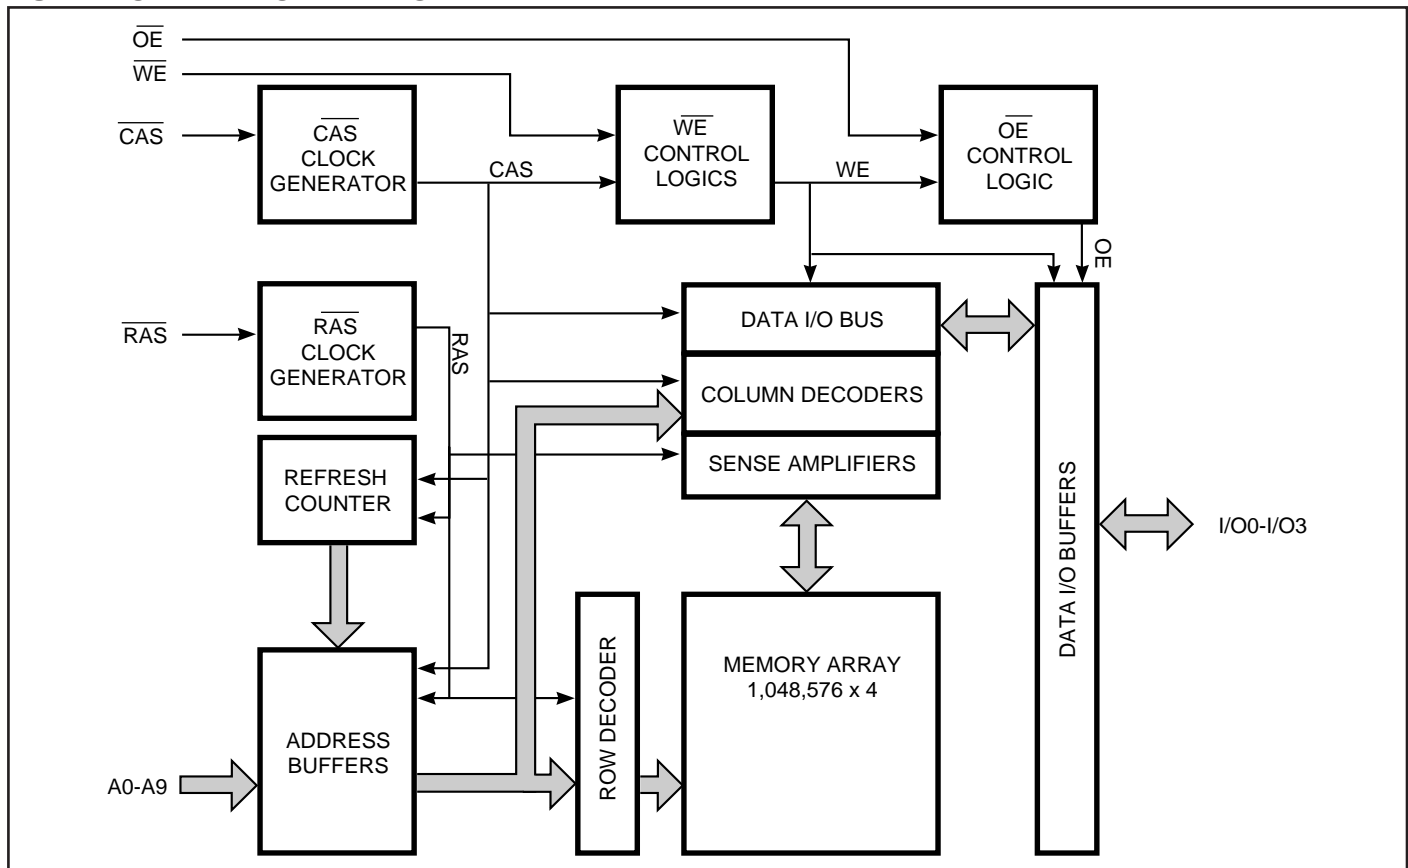 OE
WE
CAS
CAS
CLOCK
GENERATOR
CAS
WE
CONTROL
LOGICS
WE
OE
CONTROL
LOGIC
OE
RAS
RAS
CLOCK
GENERATOR
RAS
DATA I/O BUS
COLUMN DECODERS
SENSE AMPLIFIERS
REFRESH
COUNTER
DATA I/O BUFFERS
I/O0-I/O3
ROW DECODER
MEMORY ARRAY
1,048,576 x 4
ADDRESS
BUFFERS
A0-A9